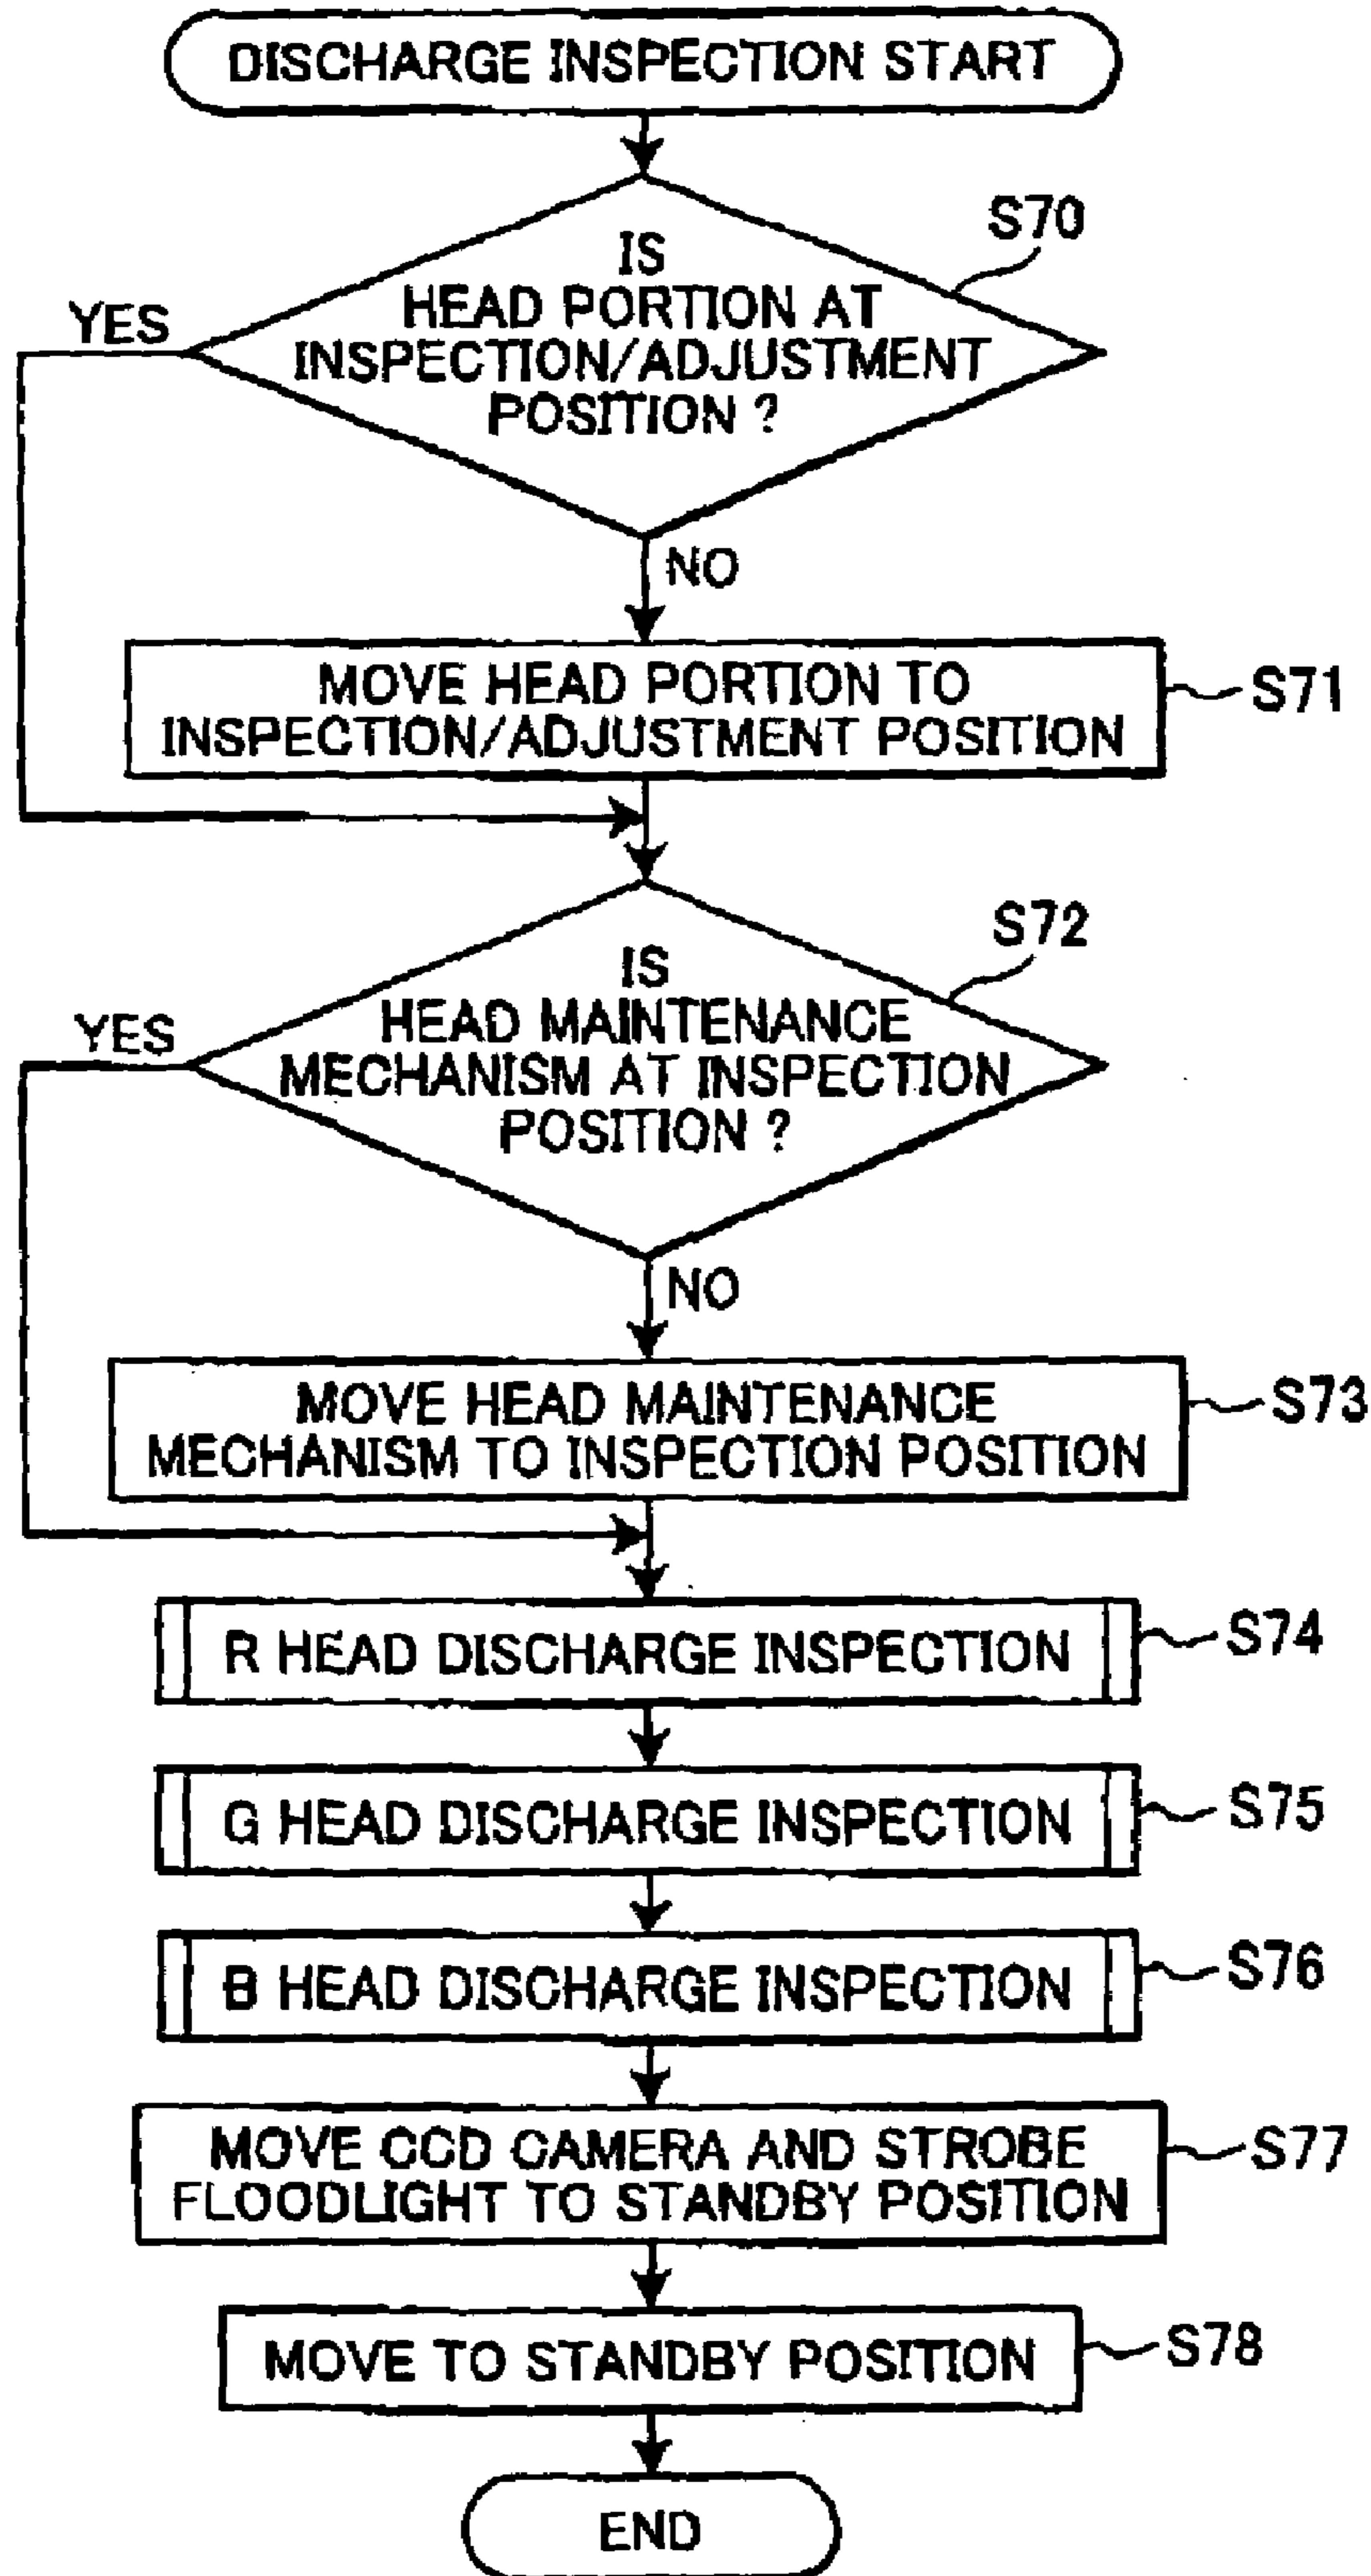 DISCHARGE INSPECTION START
S70
IS
HEAD PORTION AT
INSPECTION/ADJUSTMENT
POSITION ?
YES
NO
MOVE HEAD PORTION TO
INSPECTION/ADJUSTMENT POSITION
S71
S72
IS
HEAD MAINTENANCE
MECHANISM AT INSPECTION
POSITION ?
YES
NO
MOVE HEAD MAINTENANCE
MECHANISM TO INSPECTION POSITION
S73
R HEAD DISCHARGE INSPECTION
S74
G HEAD DISCHARGE INSPECTION
S75
B HEAD DISCHARGE INSPECTION
S76
MOVE CCD CAMERA AND STROBE
FLOODLIGHT TO STANDBY POSITION
S77
MOVE TO STANDBY POSITION
S78
END